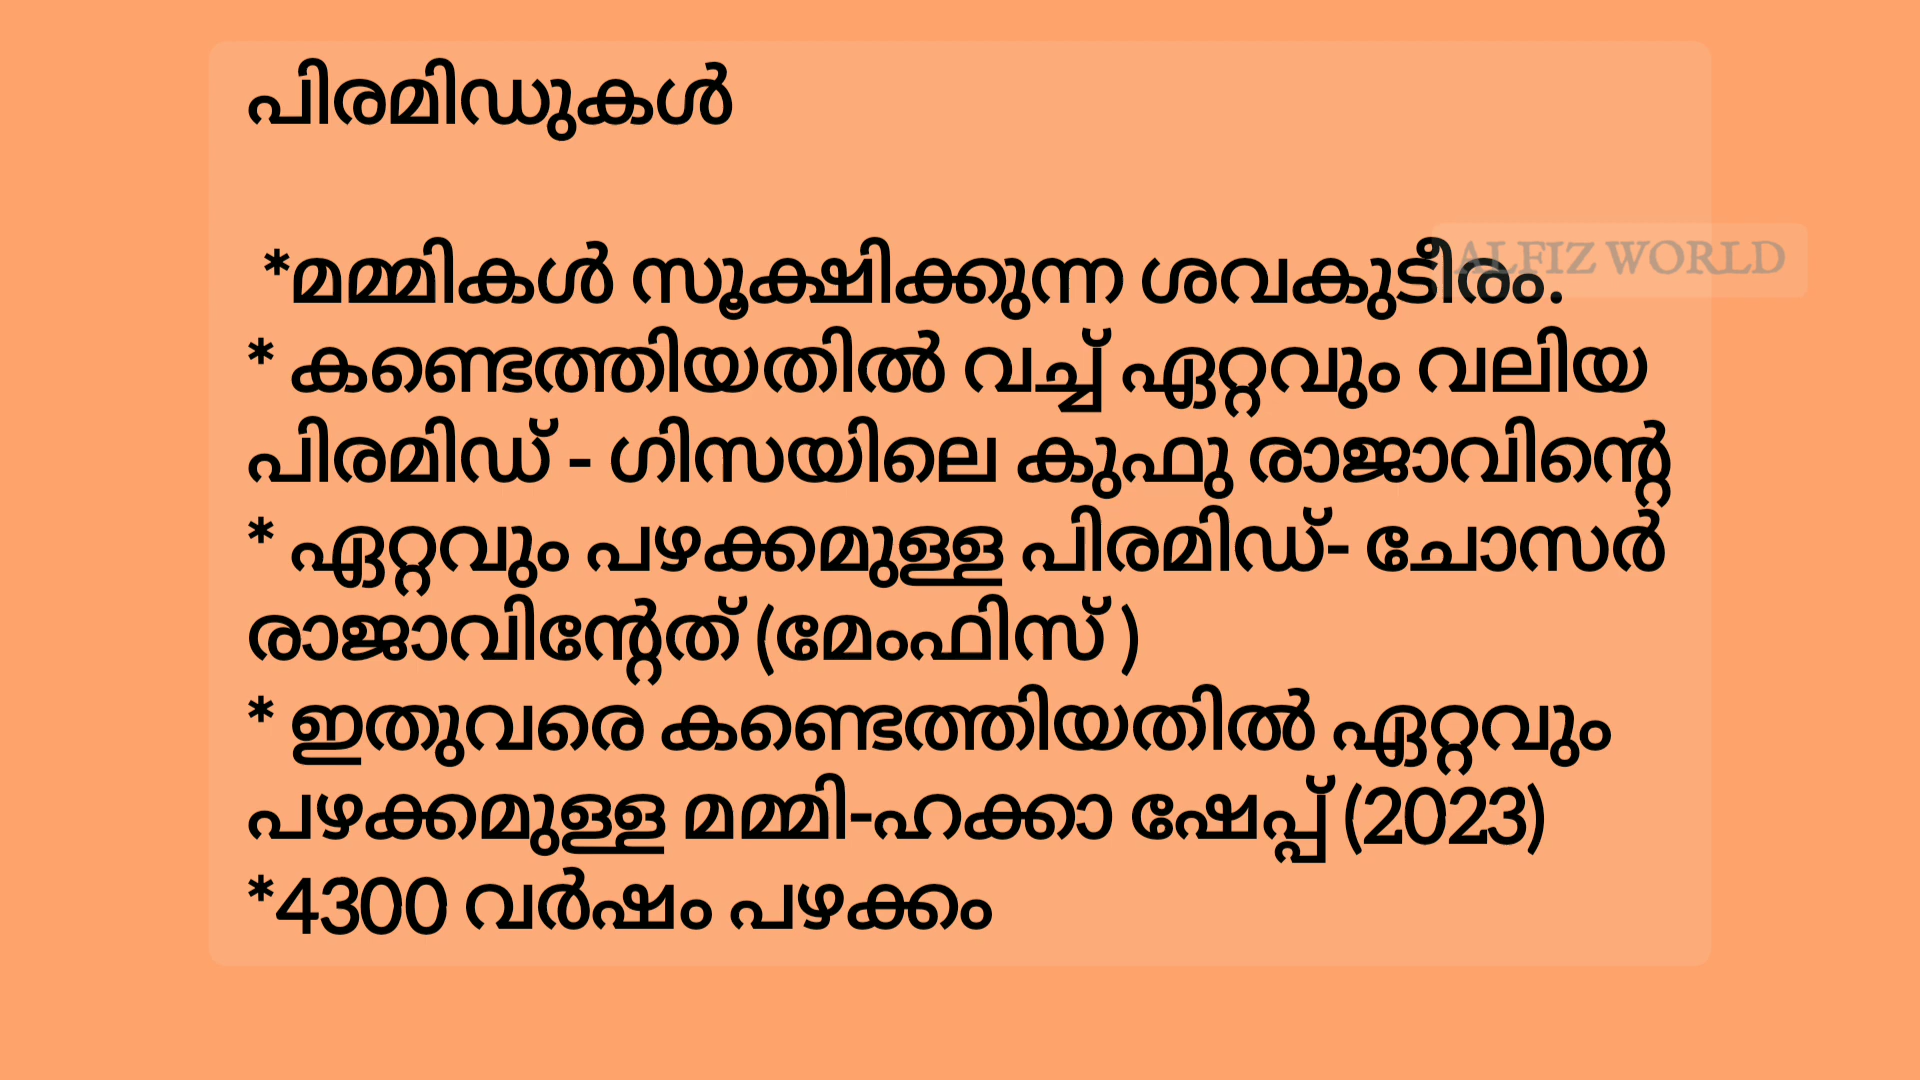 പിരമിഡുകൾ
*മമ്മികൾ സൂക്ഷിക്കുന്ന ശവകുടീരം.
ALFIZ WORLD
* കണ്ടെത്തിയതിൽ വച്ച് ഏറ്റവും വലിയ
പിരമിഡ് - ഗിസയിലെ കുഫു രാജാവിന്റെ
* ഏറ്റവും പഴക്കമുള്ള പിരമിഡ്- ചോസർ
രാജാവിന്റേത് (മേംഫിസ് )
* ഇതുവരെ കണ്ടെത്തിയതിൽ ഏറ്റവും
പഴക്കമുള്ള മമ്മി-ഹക്കാ ഷേപ്പ് (2023)
*4300 വർഷം പഴക്കം